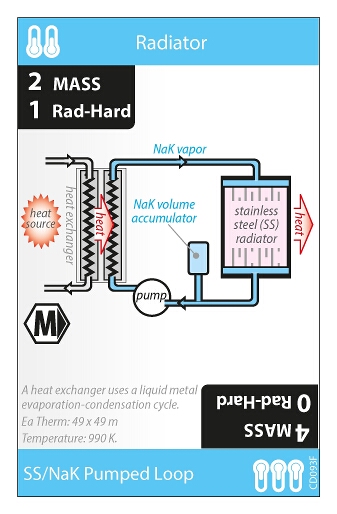 Radiator
2 MASS
1 Rad-Hard
NaK vapor
heat
source
heat exchanger
heat
NaK volume
accumulator
stainless
steel (SS)
radiator
heat
pump
M
A heat exchanger uses a liquid metal
evaporation-condensation cycle.
Ea Therm: 49 x 49 m
Temperature: 990 K.
0 Rad-Hard
4 MASS
SS/NaK Pumped Loop
CD093F